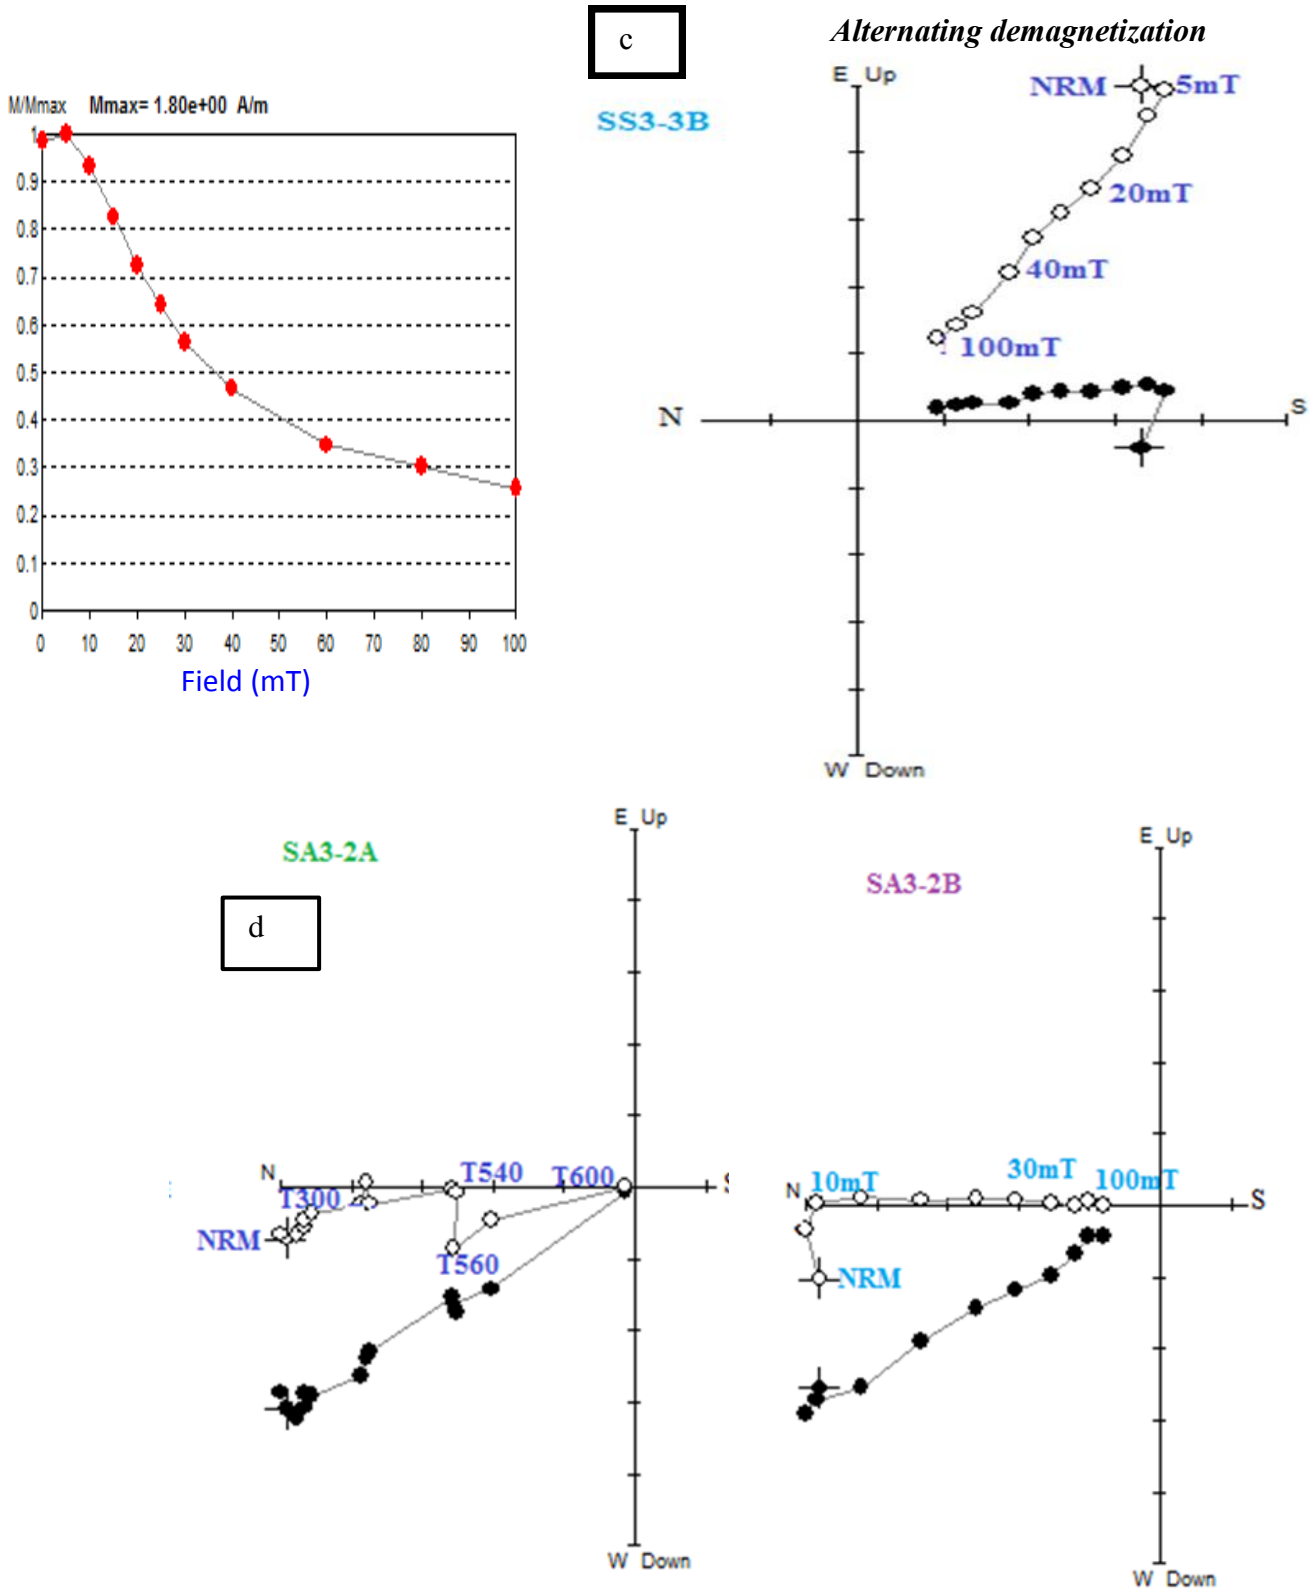 c
Alternating demagnetization
M/Mmax Mmax= 1.80e+00 A/m
1
0.9
0.8
0.7
0.6
0.5
0.4
0.3
0.2
0.1
0
0 10 20 30 40 50 60 70 80 90 100
Field (mT)
SS3-3B
E Up
NRM
5mT
20mT
40mT
100mT
N
S
W Down
SA3-2A
d
E Up
N
T300
T540
T600
NRM
T560
W Down
SA3-2B
E Up
N
10mT
30mT
100mT
S
NRM
W Down